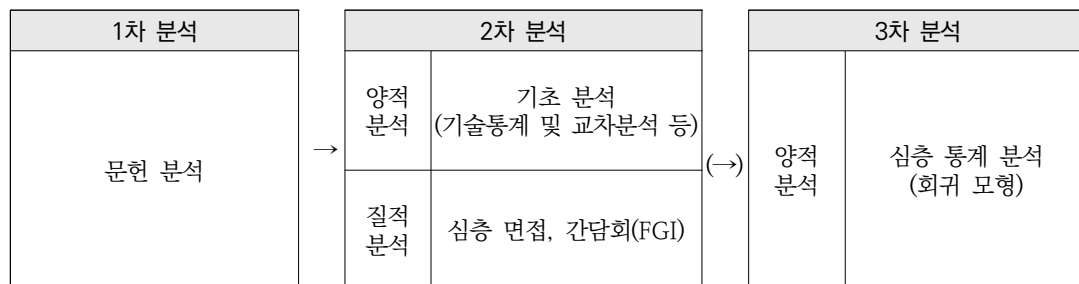 1차 분석
문헌 분석
→
2차 분석
양적
분석
기초 분석
(기술통계 및 교차분석 등)
질적
분석
심층 면접, 간담회(FGI)
(→)
3차 분석
양적
분석
심층 통계 분석
(회귀 모형)